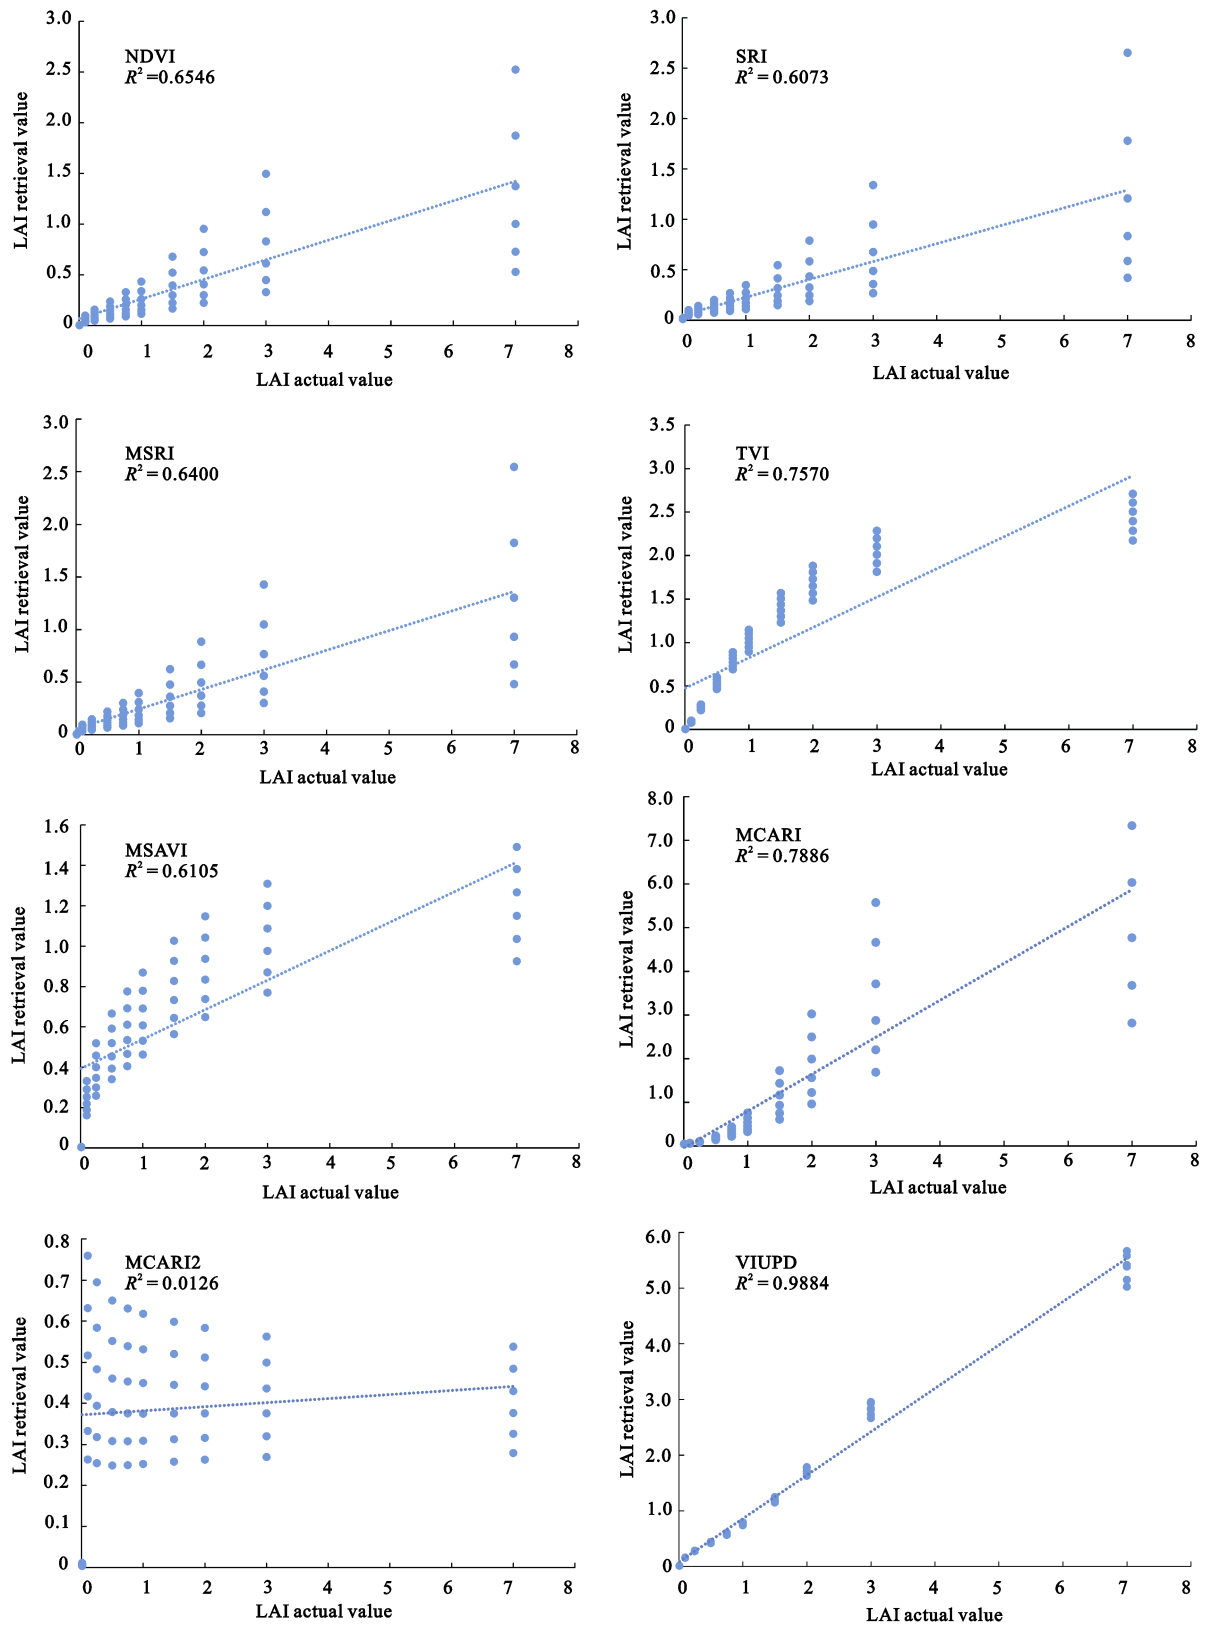 3.0
2.5
2.0
1.5
1.0
0.5
0
LAI retrieval value
NDVI
R² =0.6546
0 1 2 3 4 5 6 7 8
LAI actual value
3.0
2.5
2.0
1.5
1.0
0.5
0
LAI retrieval value
SRI
R² = 0.6073
0 1 2 3 4 5 6 7 8
LAI actual value
3.0
2.5
2.0
1.5
1.0
0.5
0
LAI retrieval value
MSRI
R² = 0.6400
0 1 2 3 4 5 6 7 8
LAI actual value
3.5
3.0
2.5
2.0
1.5
1.0
0.5
0
LAI retrieval value
TVI
R² = 0.7570
0 1 2 3 4 5 6 7 8
LAI actual value
1.6
1.4
1.2
1.0
0.8
0.6
0.4
0.2
0
LAI retrieval value
MSAVI
R² = 0.6105
0 1 2 3 4 5 6 7 8
LAI actual value
8.0
7.0
6.0
5.0
4.0
3.0
2.0
1.0
0
LAI retrieval value
MCARI
R² = 0.7886
0 1 2 3 4 5 6 7 8
LAI actual value
0.8
0.7
0.6
0.5
0.4
0.3
0.2
0.1
0
LAI retrieval value
MCARI2
R² = 0.0126
0 1 2 3 4 5 6 7 8
LAI actual value
6.0
5.0
4.0
3.0
2.0
1.0
0
LAI retrieval value
VIUPD
R² = 0.9884
0 1 2 3 4 5 6 7 8
LAI actual value